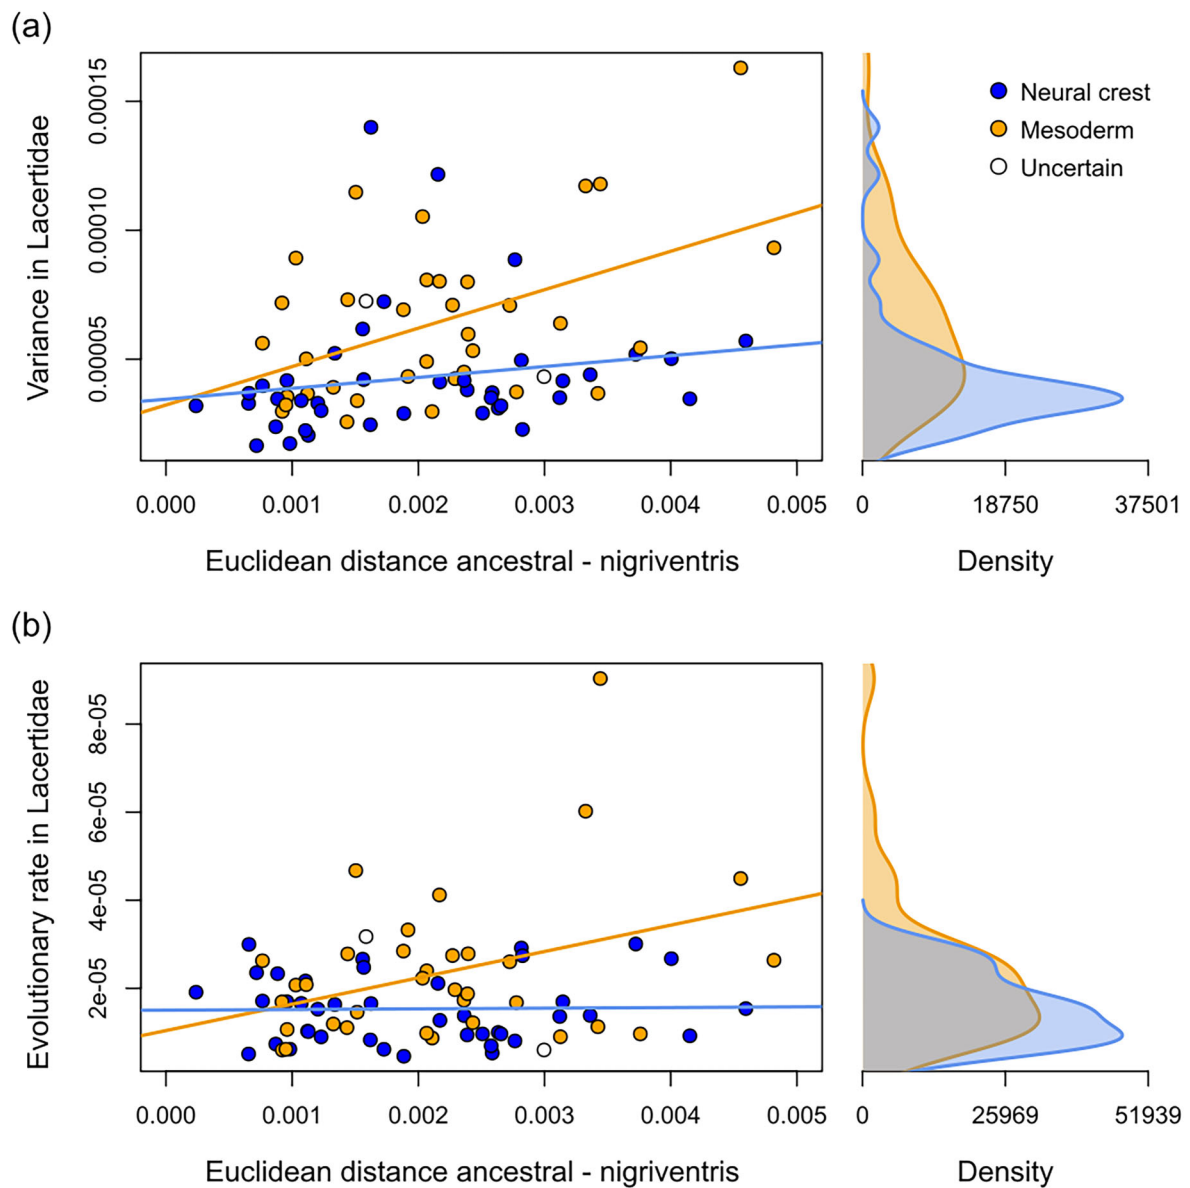 (a)
Variance in Lacertidae
0.00015
0.00010
0.00005
0.000 0.001 0.002 0.003 0.004 0.005
Euclidean distance ancestral - nigriventris
Neural crest
Mesoderm
Uncertain
0 18750 37501
Density
(b)
Evolutionary rate in Lacertidae
8e-05
6e-05
4e-05
2e-05
0.000 0.001 0.002 0.003 0.004 0.005
Euclidean distance ancestral - nigriventris
0 25969 51939
Density